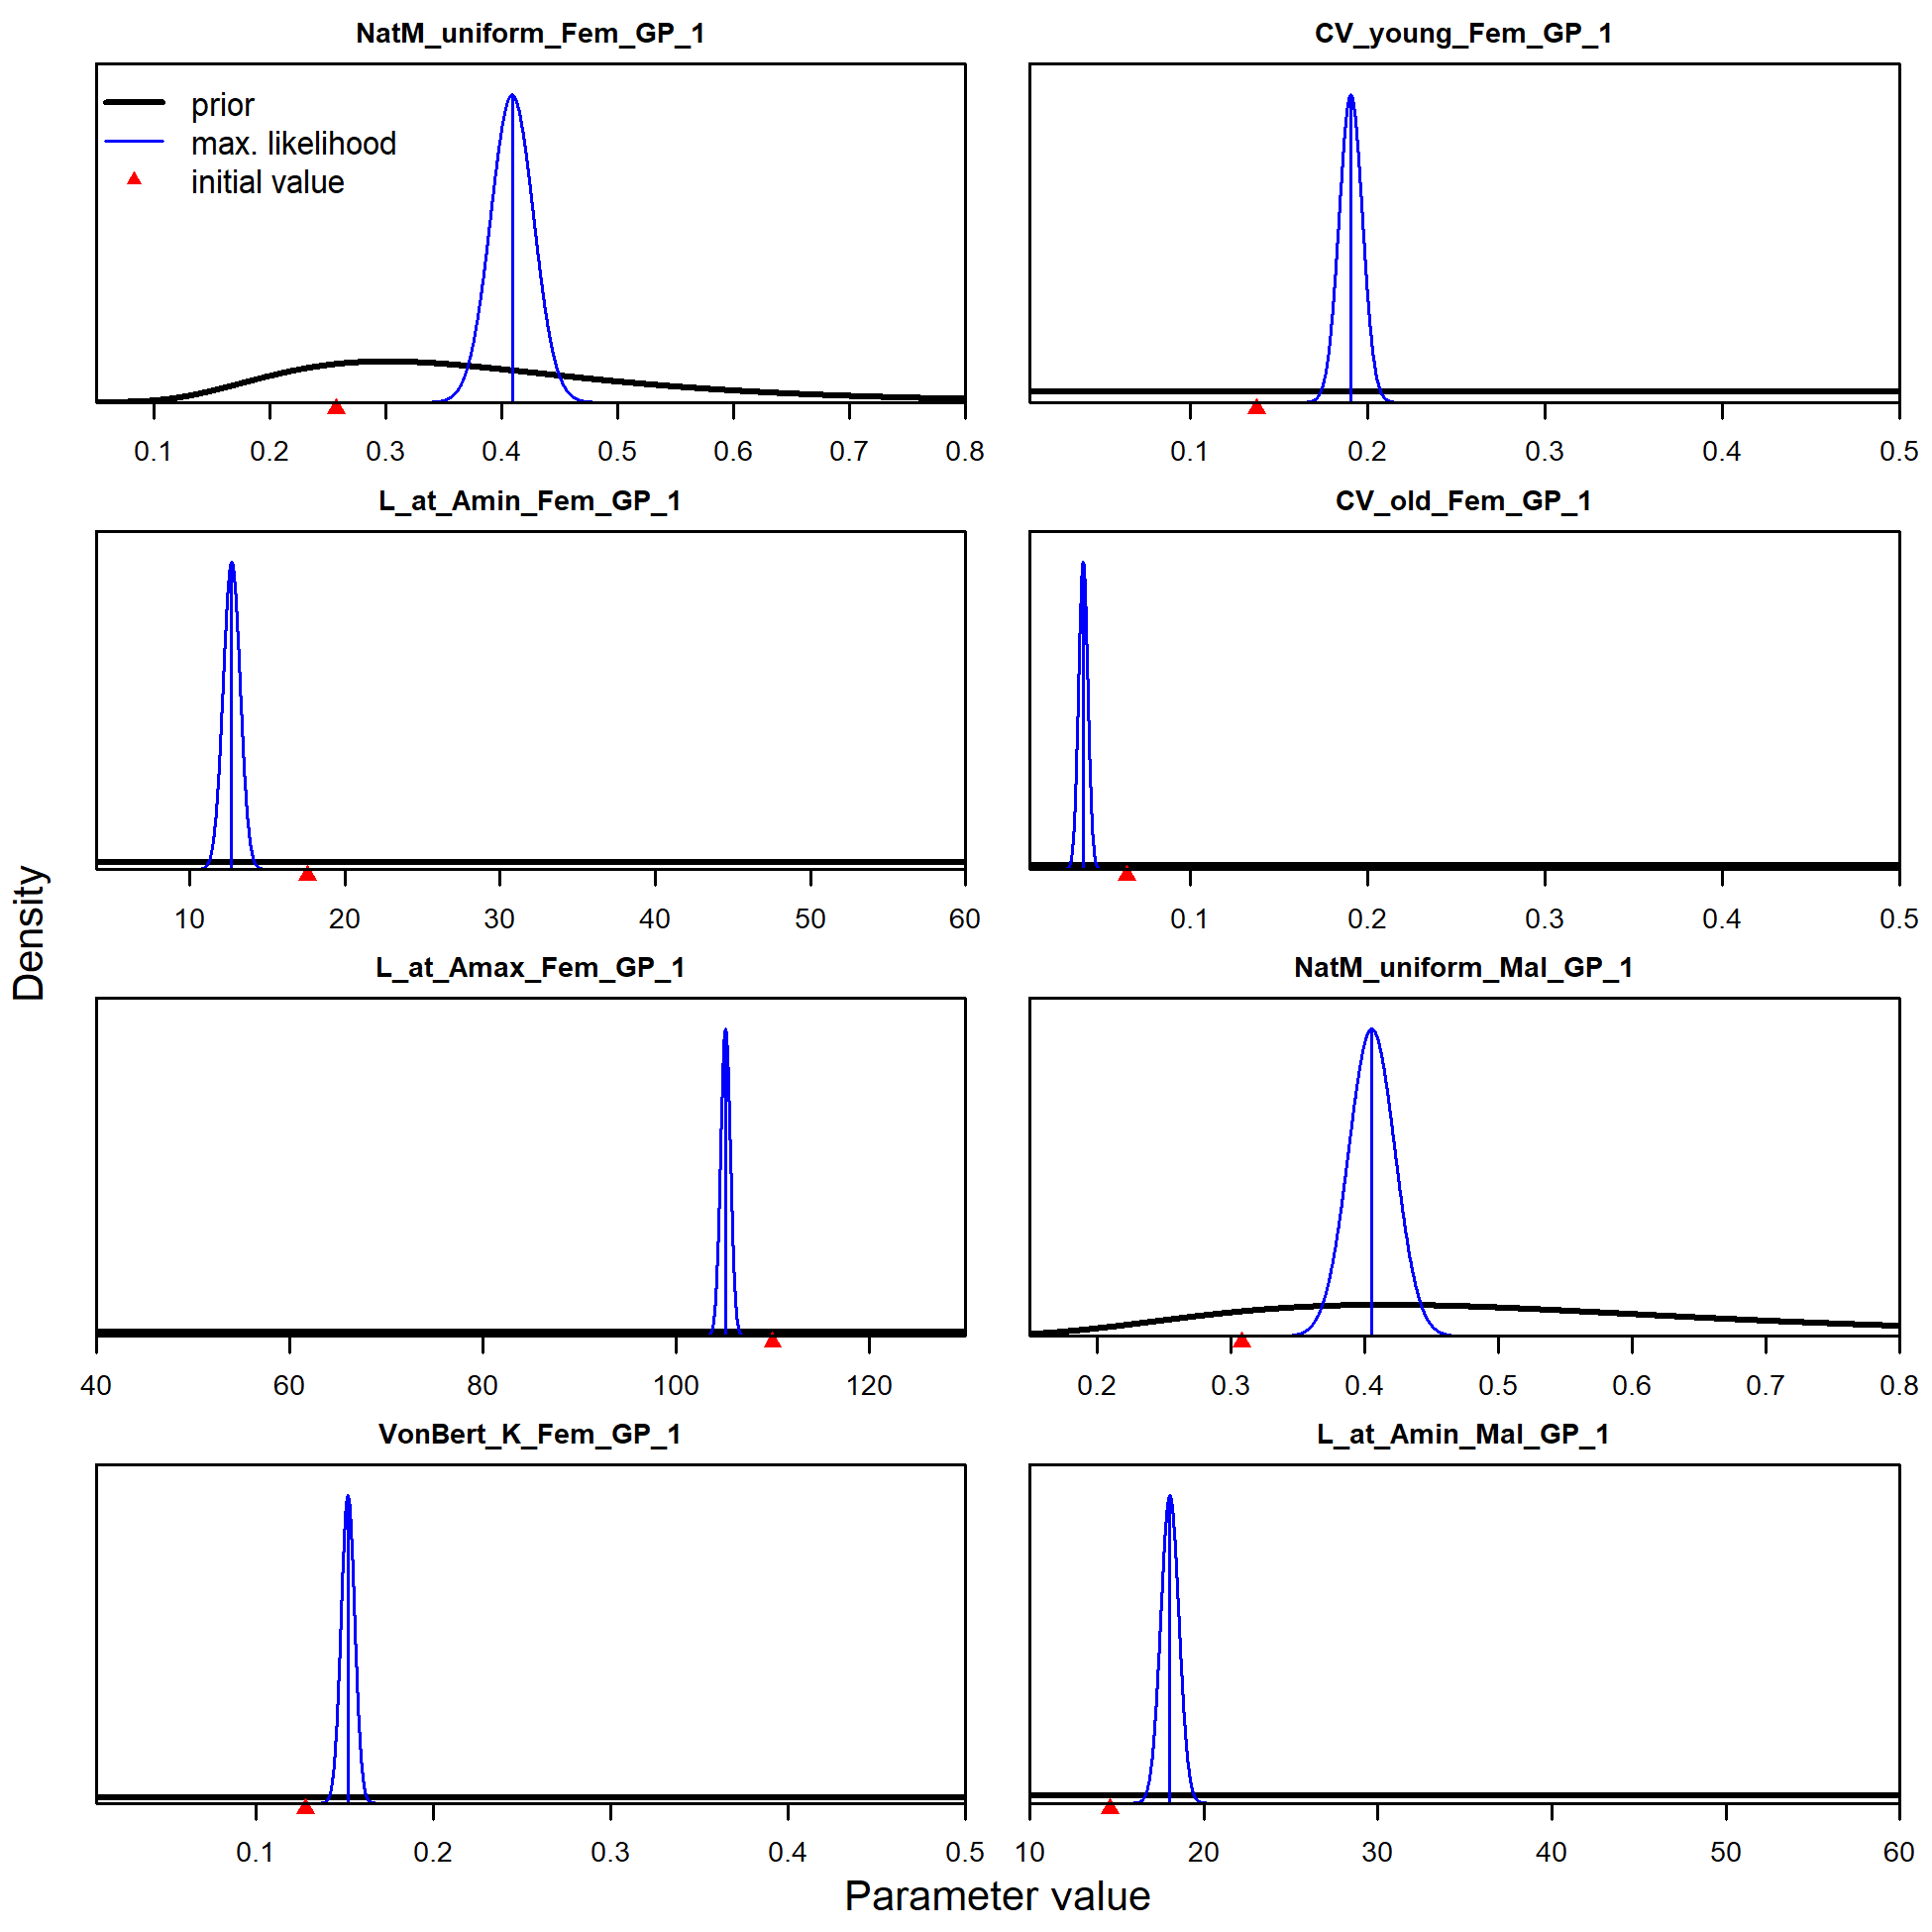 NatM_uniform_Fem_GP_1
prior
max. likelihood
initial value
0.1 0.2 0.3 0.4 0.5 0.6 0.7 0.8
CV_young_Fem_GP_1
0.1 0.2 0.3 0.4 0.5
L_at_Amin_Fem_GP_1
10 20 30 40 50 60
CV_old_Fem_GP_1
0.1 0.2 0.3 0.4 0.5
L_at_Amax_Fem_GP_1
40 60 80 100 120
NatM_uniform_Mal_GP_1
0.2 0.3 0.4 0.5 0.6 0.7 0.8
VonBert_K_Fem_GP_1
0.1 0.2 0.3 0.4 0.5
L_at_Amin_Mal_GP_1
10 20 30 40 50 60
Density
Parameter value